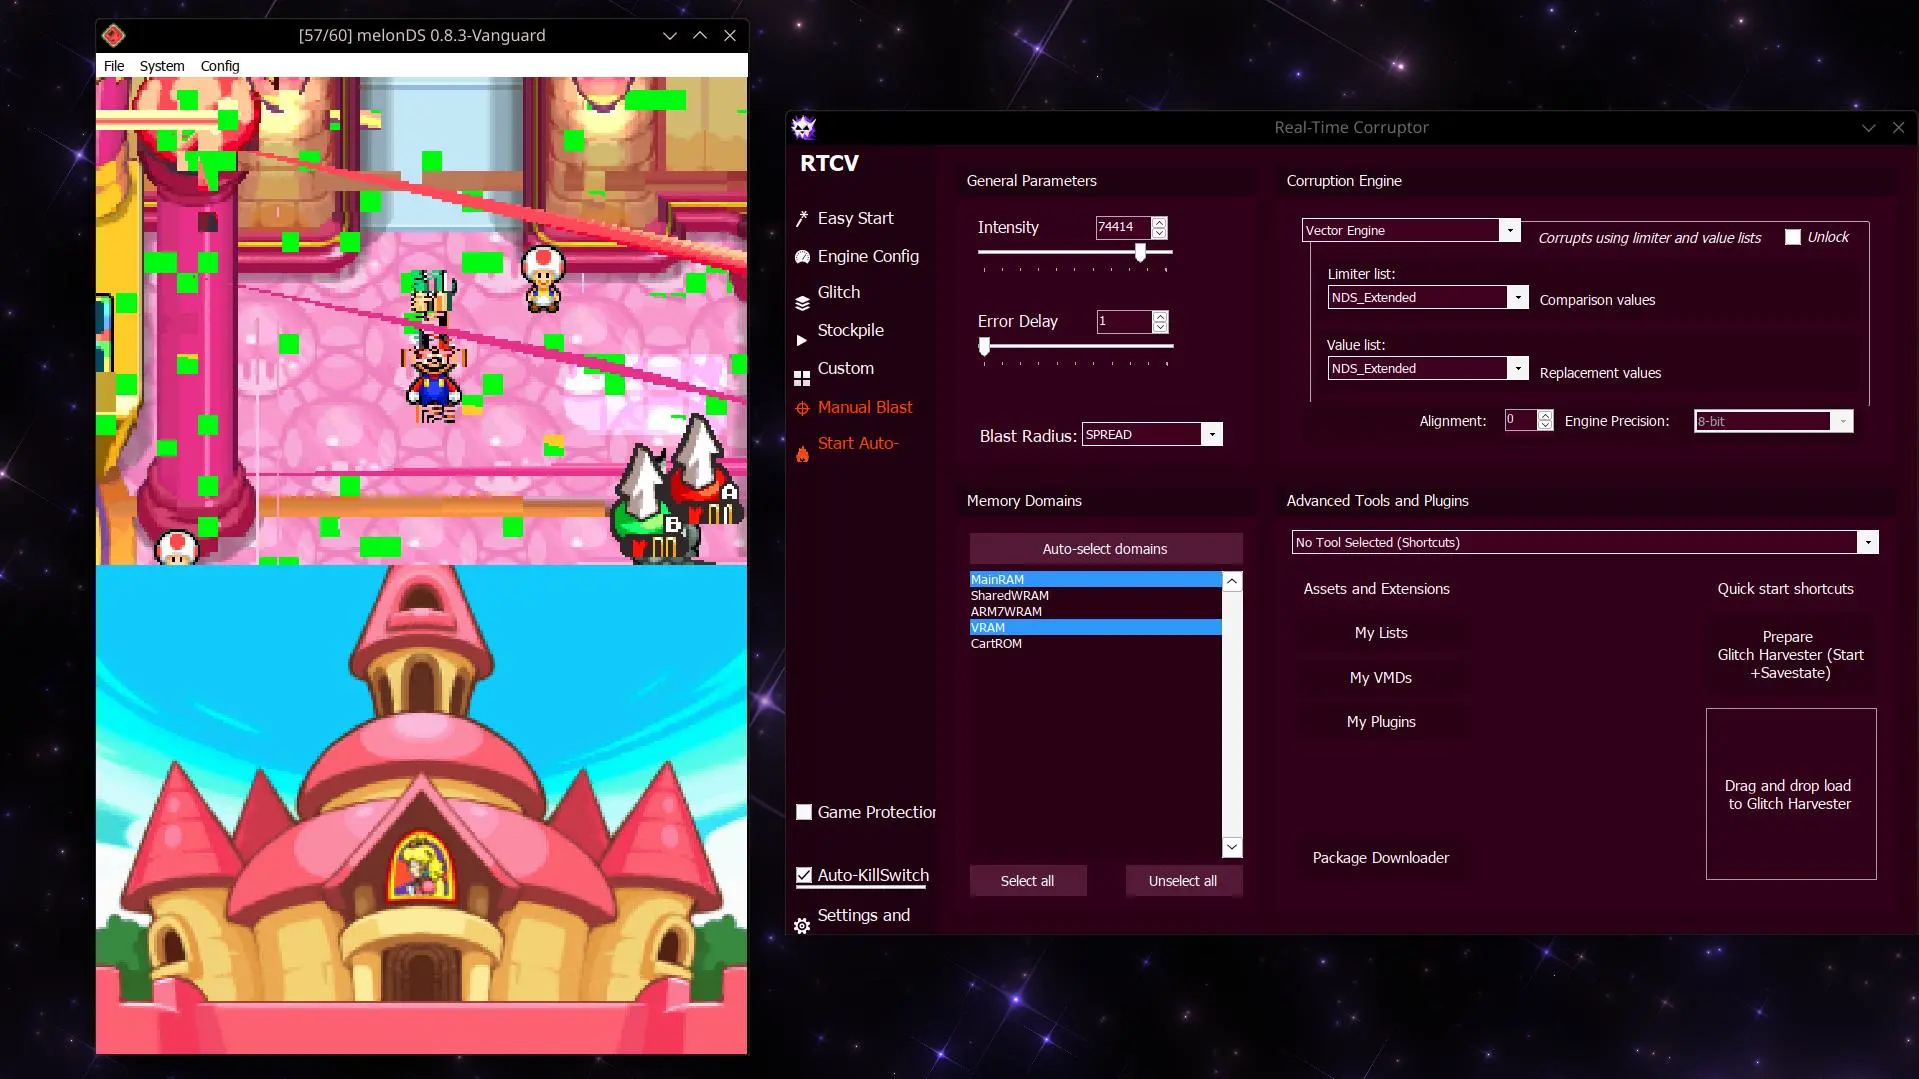 [57/60] melonDS 0.8.3-Vanguard
File System Config
A
B
Real-Time Corruptor
RTCV
Easy Start
Engine Config
Glitch
Stockpile
Custom
Manual Blast
Start Auto-
Game Protection
Auto-KillSwitch
Settings and
General Parameters
Intensity
74414
Error Delay
1
Blast Radius:
SPREAD
Corruption Engine
Vector Engine
Corrupts using limiter and value lists
Unlock
Limiter list:
NDS_Extended
Comparison values
Value list:
NDS_Extended
Replacement values
Alignment:
0
Engine Precision:
8-bit
Memory Domains
Auto-select domains
MainRAM
SharedWRAM
ARM7WRAM
VRAM
CartROM
Select all
Unselect all
Advanced Tools and Plugins
No Tool Selected (Shortcuts)
Assets and Extensions
My Lists
My VMDs
My Plugins
Package Downloader
Quick start shortcuts
Prepare
Glitch Harvester (Start
+Savestate)
Drag and drop load
to Glitch Harvester